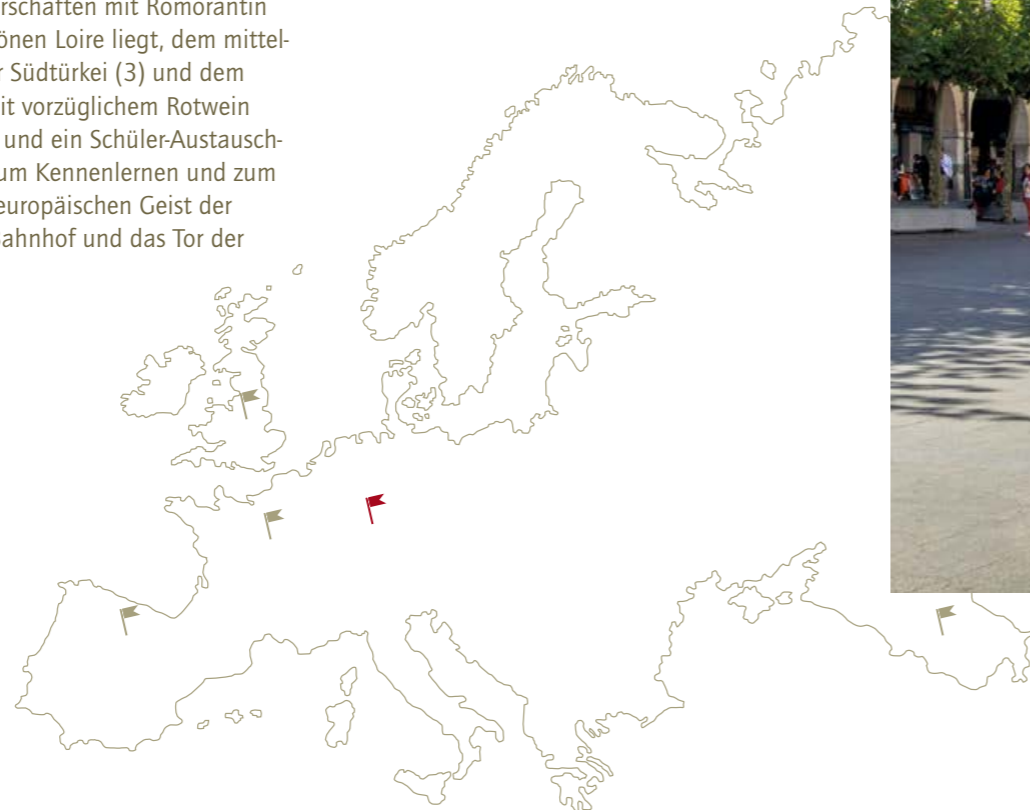 rschaften mit Romorantin
önen Loire liegt, dem mittel-
r Südtürkei (3) und dem
it vorzüglichem Rotwein
und ein Schüler-Austausch-
um Kennenlernen und zum
europäischen Geist der
ahnhof und das Tor der